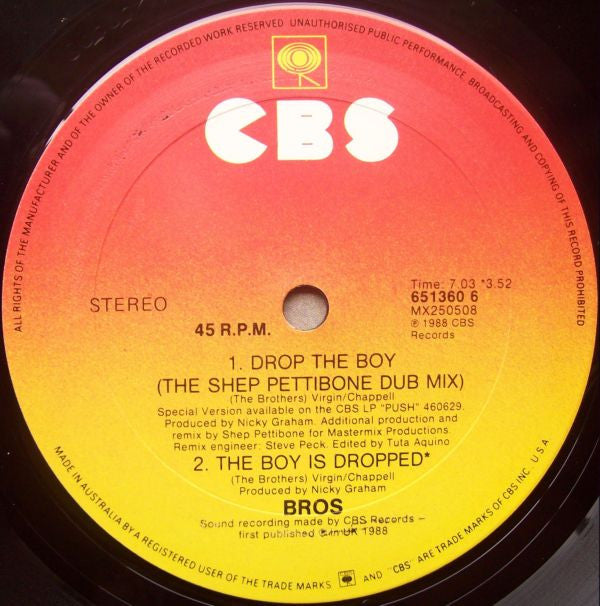 ALL RIGHTS OF THE MANUFACTURER AND OF THE OWNER OF THE RECORDED WORK RESERVED UNAUTHORISED PUBLIC PERFORMANCE, BROADCASTING AND COPYING OF THIS RECORD PROHIBITED
CBS
STEREO
45 R.P.M.
Time: 7.03 *3.52
651360 6
MX250508
℗ 1988 CBS
Records
1. DROP THE BOY
(THE SHEP PETTIBONE DUB MIX)
(The Brothers) Virgin/Chappell
Special Version available on the CBS LP "PUSH" 460629.
Produced by Nicky Graham. Additional production and
remix by Shep Pettibone for Mastermix Productions.
Remix engineer: Steve Peck. Edited by Tuta Aquino
2. THE BOY IS DROPPED*
(The Brothers) Virgin/Chappell
Produced by Nicky Graham
BROS
Sound recording made by CBS Records –
first published in UK 1988
MADE IN AUSTRALIA BY A REGISTERED USER OF THE TRADE MARKS AND "CBS" ARE TRADE MARKS OF CBS INC. U.S.A.